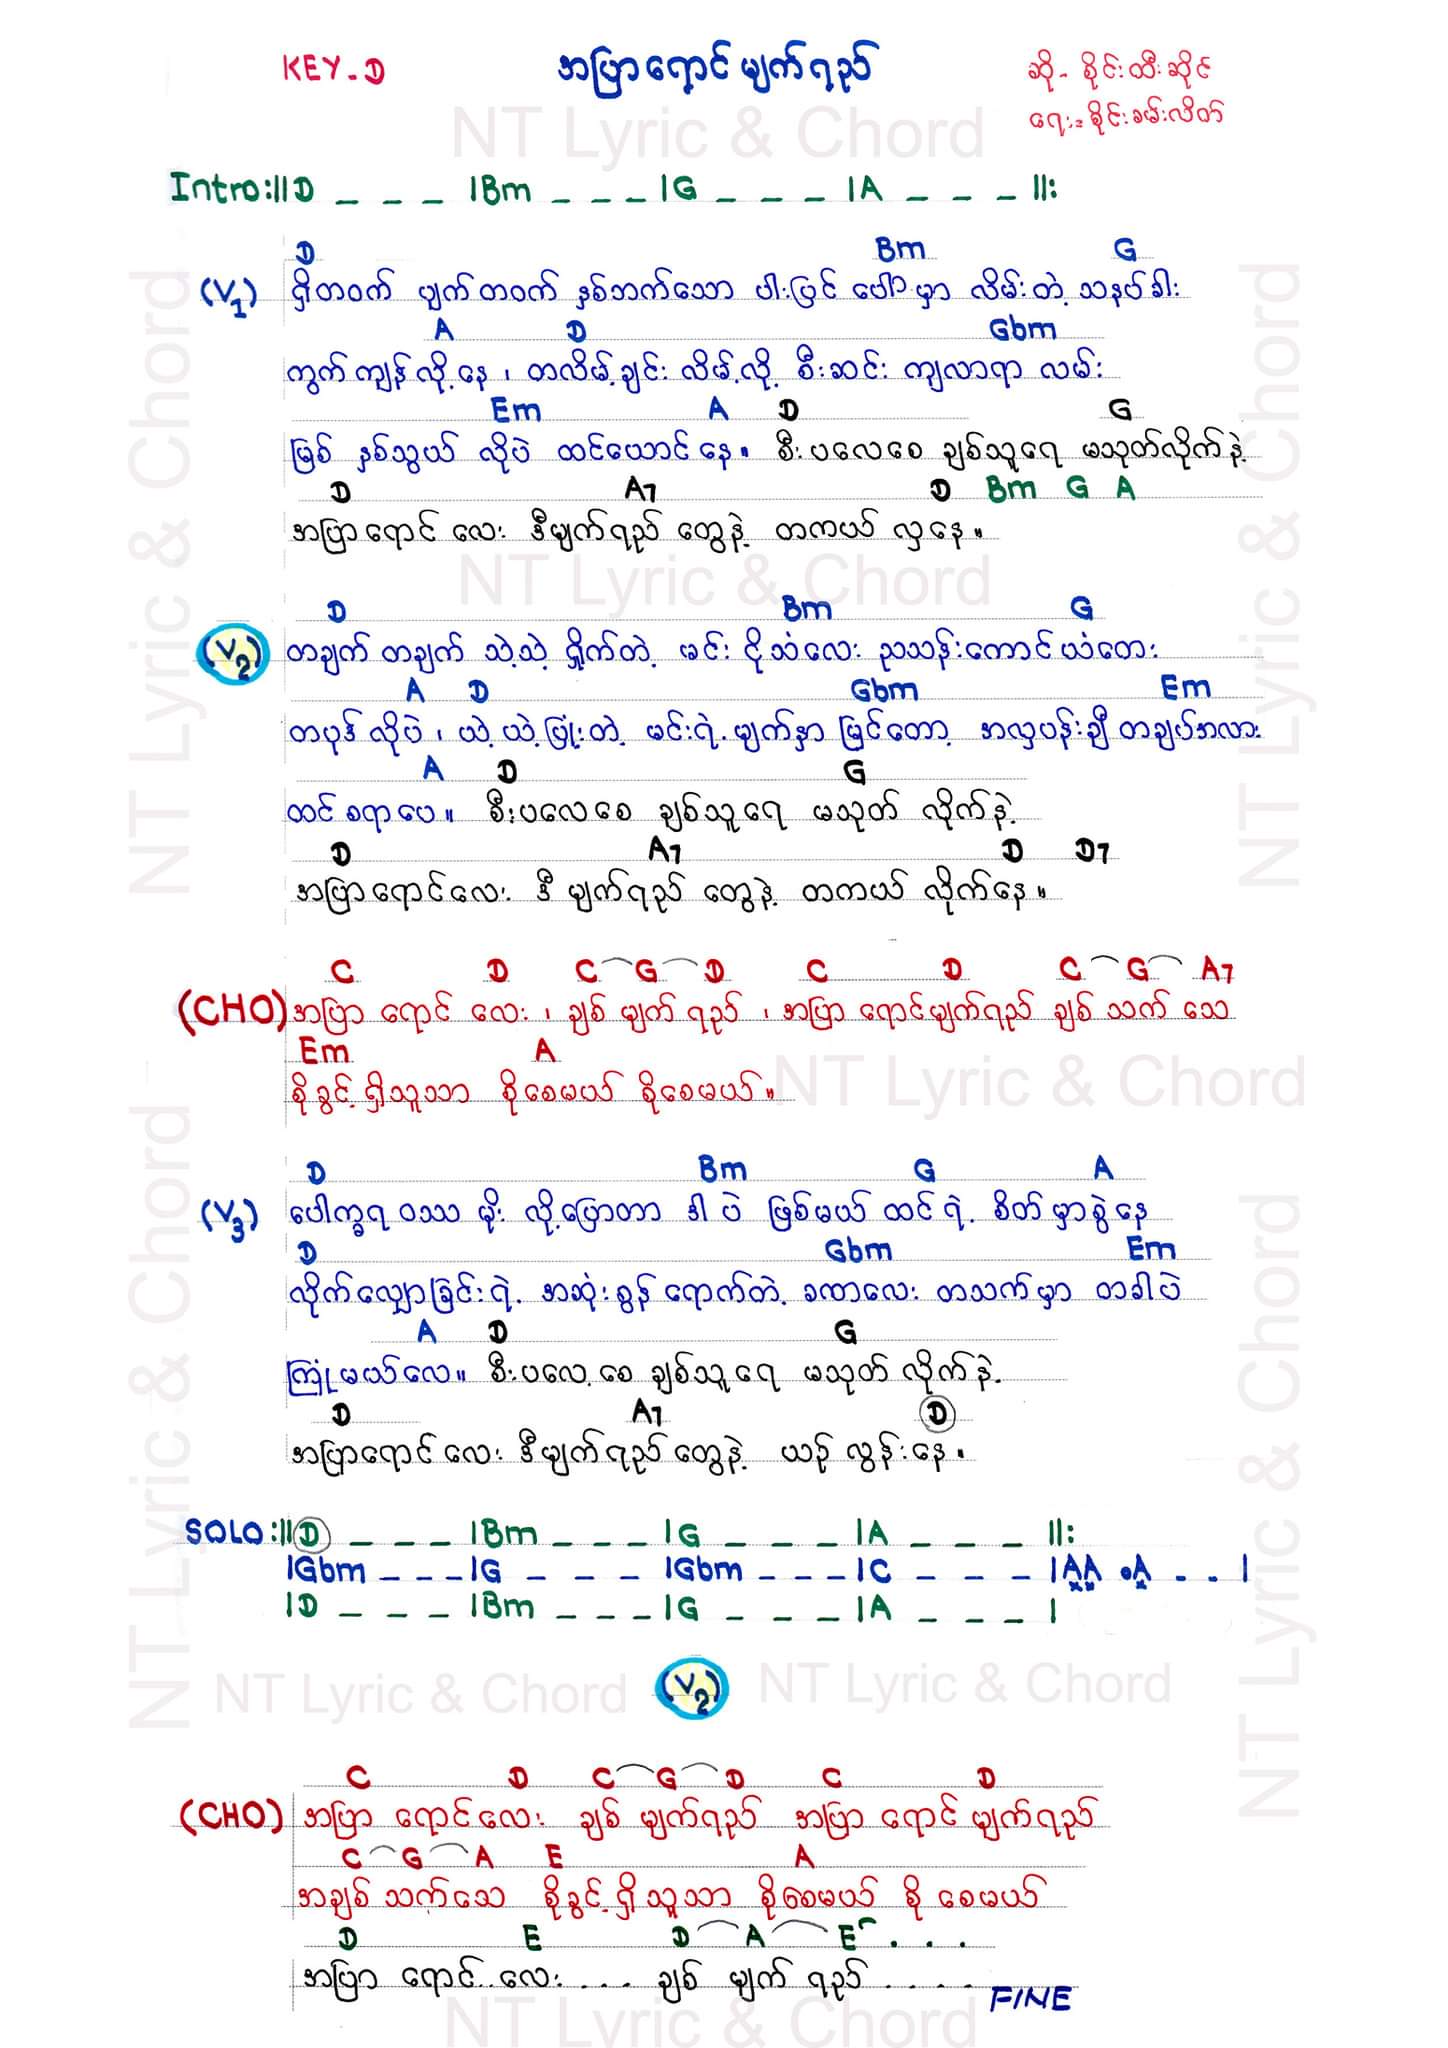 KEY-D
အပြာရောင် မျက်ရည်
ဆို - စိုင်းထီးဆိုင်
ရေး = စိုင်းခမ်းလိတ်
NT Lyric & Chord
Intro:||D _ _ _ |Bm _ _ _ |G _ _ _ |A _ _ _ ||:
D Bm G
(V1) ရှိတဝက် ပျက်တဝက် နှစ်ဘက်သော ပါးပြင် ပေါ်မှာ လိမ်းတဲ့ သနပ်ခါး
A D Gbm
ကွက်ကျန်လို့နေ ၊ တလိမ့်ချင်း လိမ့်လို့ စီးဆင်း ကျလာရာ လမ်း
Em A D G
မြစ် နှစ်သွယ် လိုပဲ ထင်ယောင်နေ။ စီးပလေစေ ချစ်သူရေ မသုတ်လိုက်နဲ့
D A7 D Bm G A
အပြာရောင် လေး ဒီမျက်ရည် တွေနဲ့ တကယ် လှနေ။
NT Lyric & Chord
D Bm G
(V2) တချက် တချက် သဲ့သဲ့ ရှိုက်တဲ့ မင်း ငိုသံလေး ညသန်းကောင်ယံတေး
A D Gbm Em
တပုဒ်လိုပဲ ၊ ယဲ့ယဲ့ပြုံးတဲ့ မင်းရဲ့မျက်နှာ မြင်တော့ အလှပန်းချီ တချပ်အလား
A D G
ထင်စရာပေ။ စီးပလေစေ ချစ်သူရေ မသုတ် လိုက်နဲ့
D A7 D D7
အပြာရောင်လေး ဒီ မျက်ရည် တွေနဲ့ တကယ် လိုက်နေ။
C D C G D C D C G A7
(CHO) အပြာ ရောင် လေး ၊ ချစ် မျက် ရည် ၊ အပြာ ရောင်မျက်ရည် ချစ် သက် သေ
Em A
စိုခွင့်ရှိသူသာ စိုစေမယ် စိုစေမယ်။
NT Lyric & Chord
D Bm G A
(V3) ပေါက္ခရ ဝဿ မိုး လို့ပြောတာ ဒါပဲ ဖြစ်မယ် ထင်ရဲ့ စိတ်မှာစွဲနေ
D Gbm Em
လိုက်လျှောခြင်းရဲ့ အဆုံးစွန် ရောက်တဲ့ ခဏလေး တသက်မှာ တခါပဲ
A D G
ကြုံမယ်လေ။ စီးပလေ့စေ ချစ်သူရေ မသုတ် လိုက်နဲ့
D A7 D
အပြာရောင်လေး ဒီမျက်ရည်တွေနဲ့ ယဉ် လွန်းနေ။
SOLO:||D _ _ _ |Bm _ _ _ |G _ _ _ |A _ _ _ ||:
|Gbm _ _ _ |G _ _ _ |Gbm _ _ _ |C _ _ _ |AA •A - - |
|D _ _ _ |Bm _ _ _ |G _ _ _ |A _ _ _ |
NT Lyric & Chord (V2) NT Lyric & Chord
C D C G D C D
(CHO) အပြာ ရောင်လေး ချစ် မျက်ရည် အပြာ ရောင် မျက်ရည်
C G A E A
အချစ် သက်သေ စိုခွင့်ရှိသူသာ စိုစေမယ် စို စေမယ်
D E D A E . . .
အပြာ ရောင်..လေး ... ချစ် မျက် ရည် ....
FINE
NT Lyric & Chord
NT Lyric & Chord
NT Lyric & Chord
NT Lyric & Chord
NT Lyric & Chord